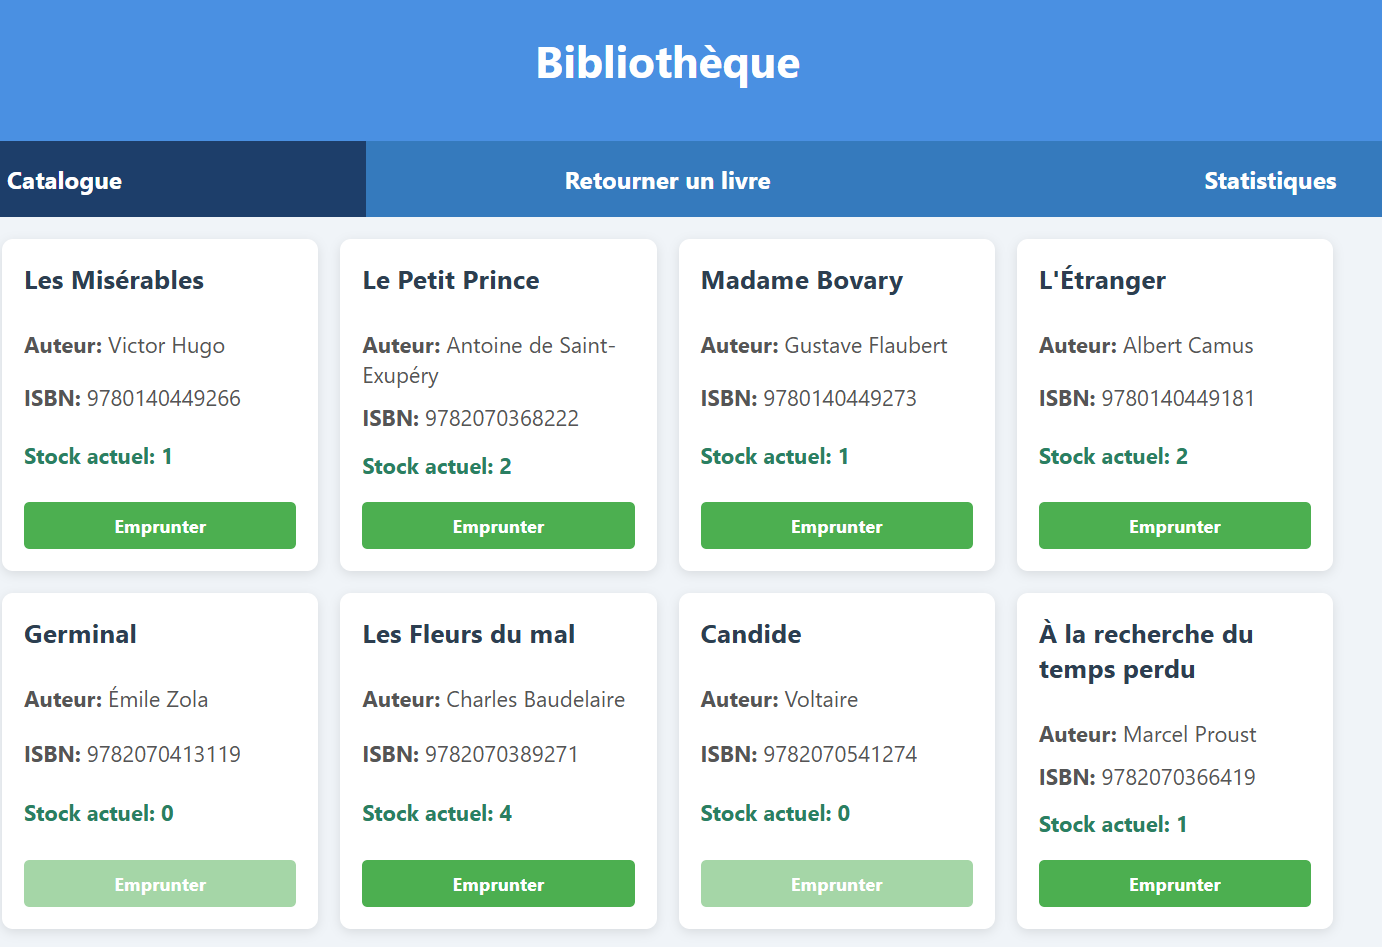 Bibliothèque
Catalogue
Retourner un livre
Statistiques
Les Misérables
Auteur: Victor Hugo
ISBN: 9780140449266
Stock actuel: 1
Emprunter
Le Petit Prince
Auteur: Antoine de Saint-
Exupéry
ISBN: 9782070368222
Stock actuel: 2
Emprunter
Madame Bovary
Auteur: Gustave Flaubert
ISBN: 9780140449273
Stock actuel: 1
Emprunter
L'Étranger
Auteur: Albert Camus
ISBN: 9780140449181
Stock actuel: 2
Emprunter
Germinal
Auteur: Émile Zola
ISBN: 9782070413119
Stock actuel: 0
Emprunter
Les Fleurs du mal
Auteur: Charles Baudelaire
ISBN: 9782070389271
Stock actuel: 4
Emprunter
Candide
Auteur: Voltaire
ISBN: 9782070541274
Stock actuel: 0
Emprunter
À la recherche du
temps perdu
Auteur: Marcel Proust
ISBN: 9782070366419
Stock actuel: 1
Emprunter